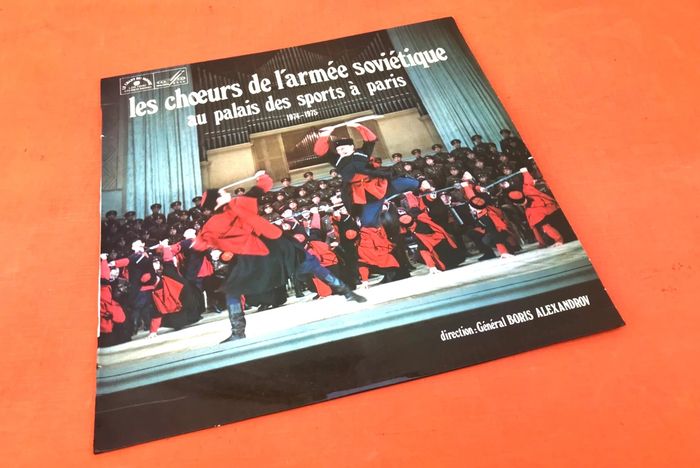 les chœurs de l'armée soviétique
au palais des sports à paris
1974-1975
direction: Général BORIS ALEXANDROV